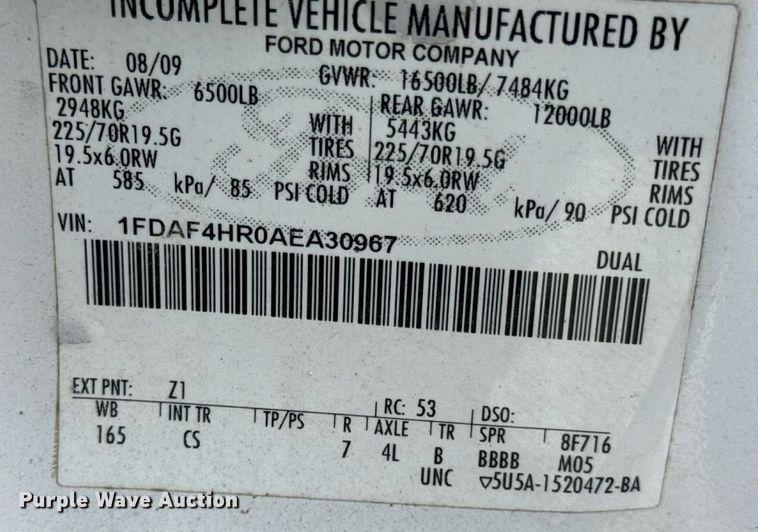 INCOMPLETE VEHICLE MANUFACTURED BY
FORD MOTOR COMPANY
DATE: 08/09 GVWR: 16500LB/ 7484KG
FRONT GAWR: 6500LB REAR GAWR: 12000LB
2948KG WITH 5443KG WITH
225/70R19.5G TIRES 225/70R19.5G TIRES
19.5x6.0RW RIMS 19.5x6.0RW RIMS
AT 585 kPa/ 85 PSI COLD AT 620 kPa/ 90 PSI COLD
VIN: 1FDAF4HR0AEA30967
DUAL
EXT PNT: Z1 RC: 53 DSO:
WB INT TR TP/PS R AXLE TR SPR 8F716
165 CS 7 4L B BBBB M05
UNC ▽5U5A-1520472-BA
Purple Wave Auction